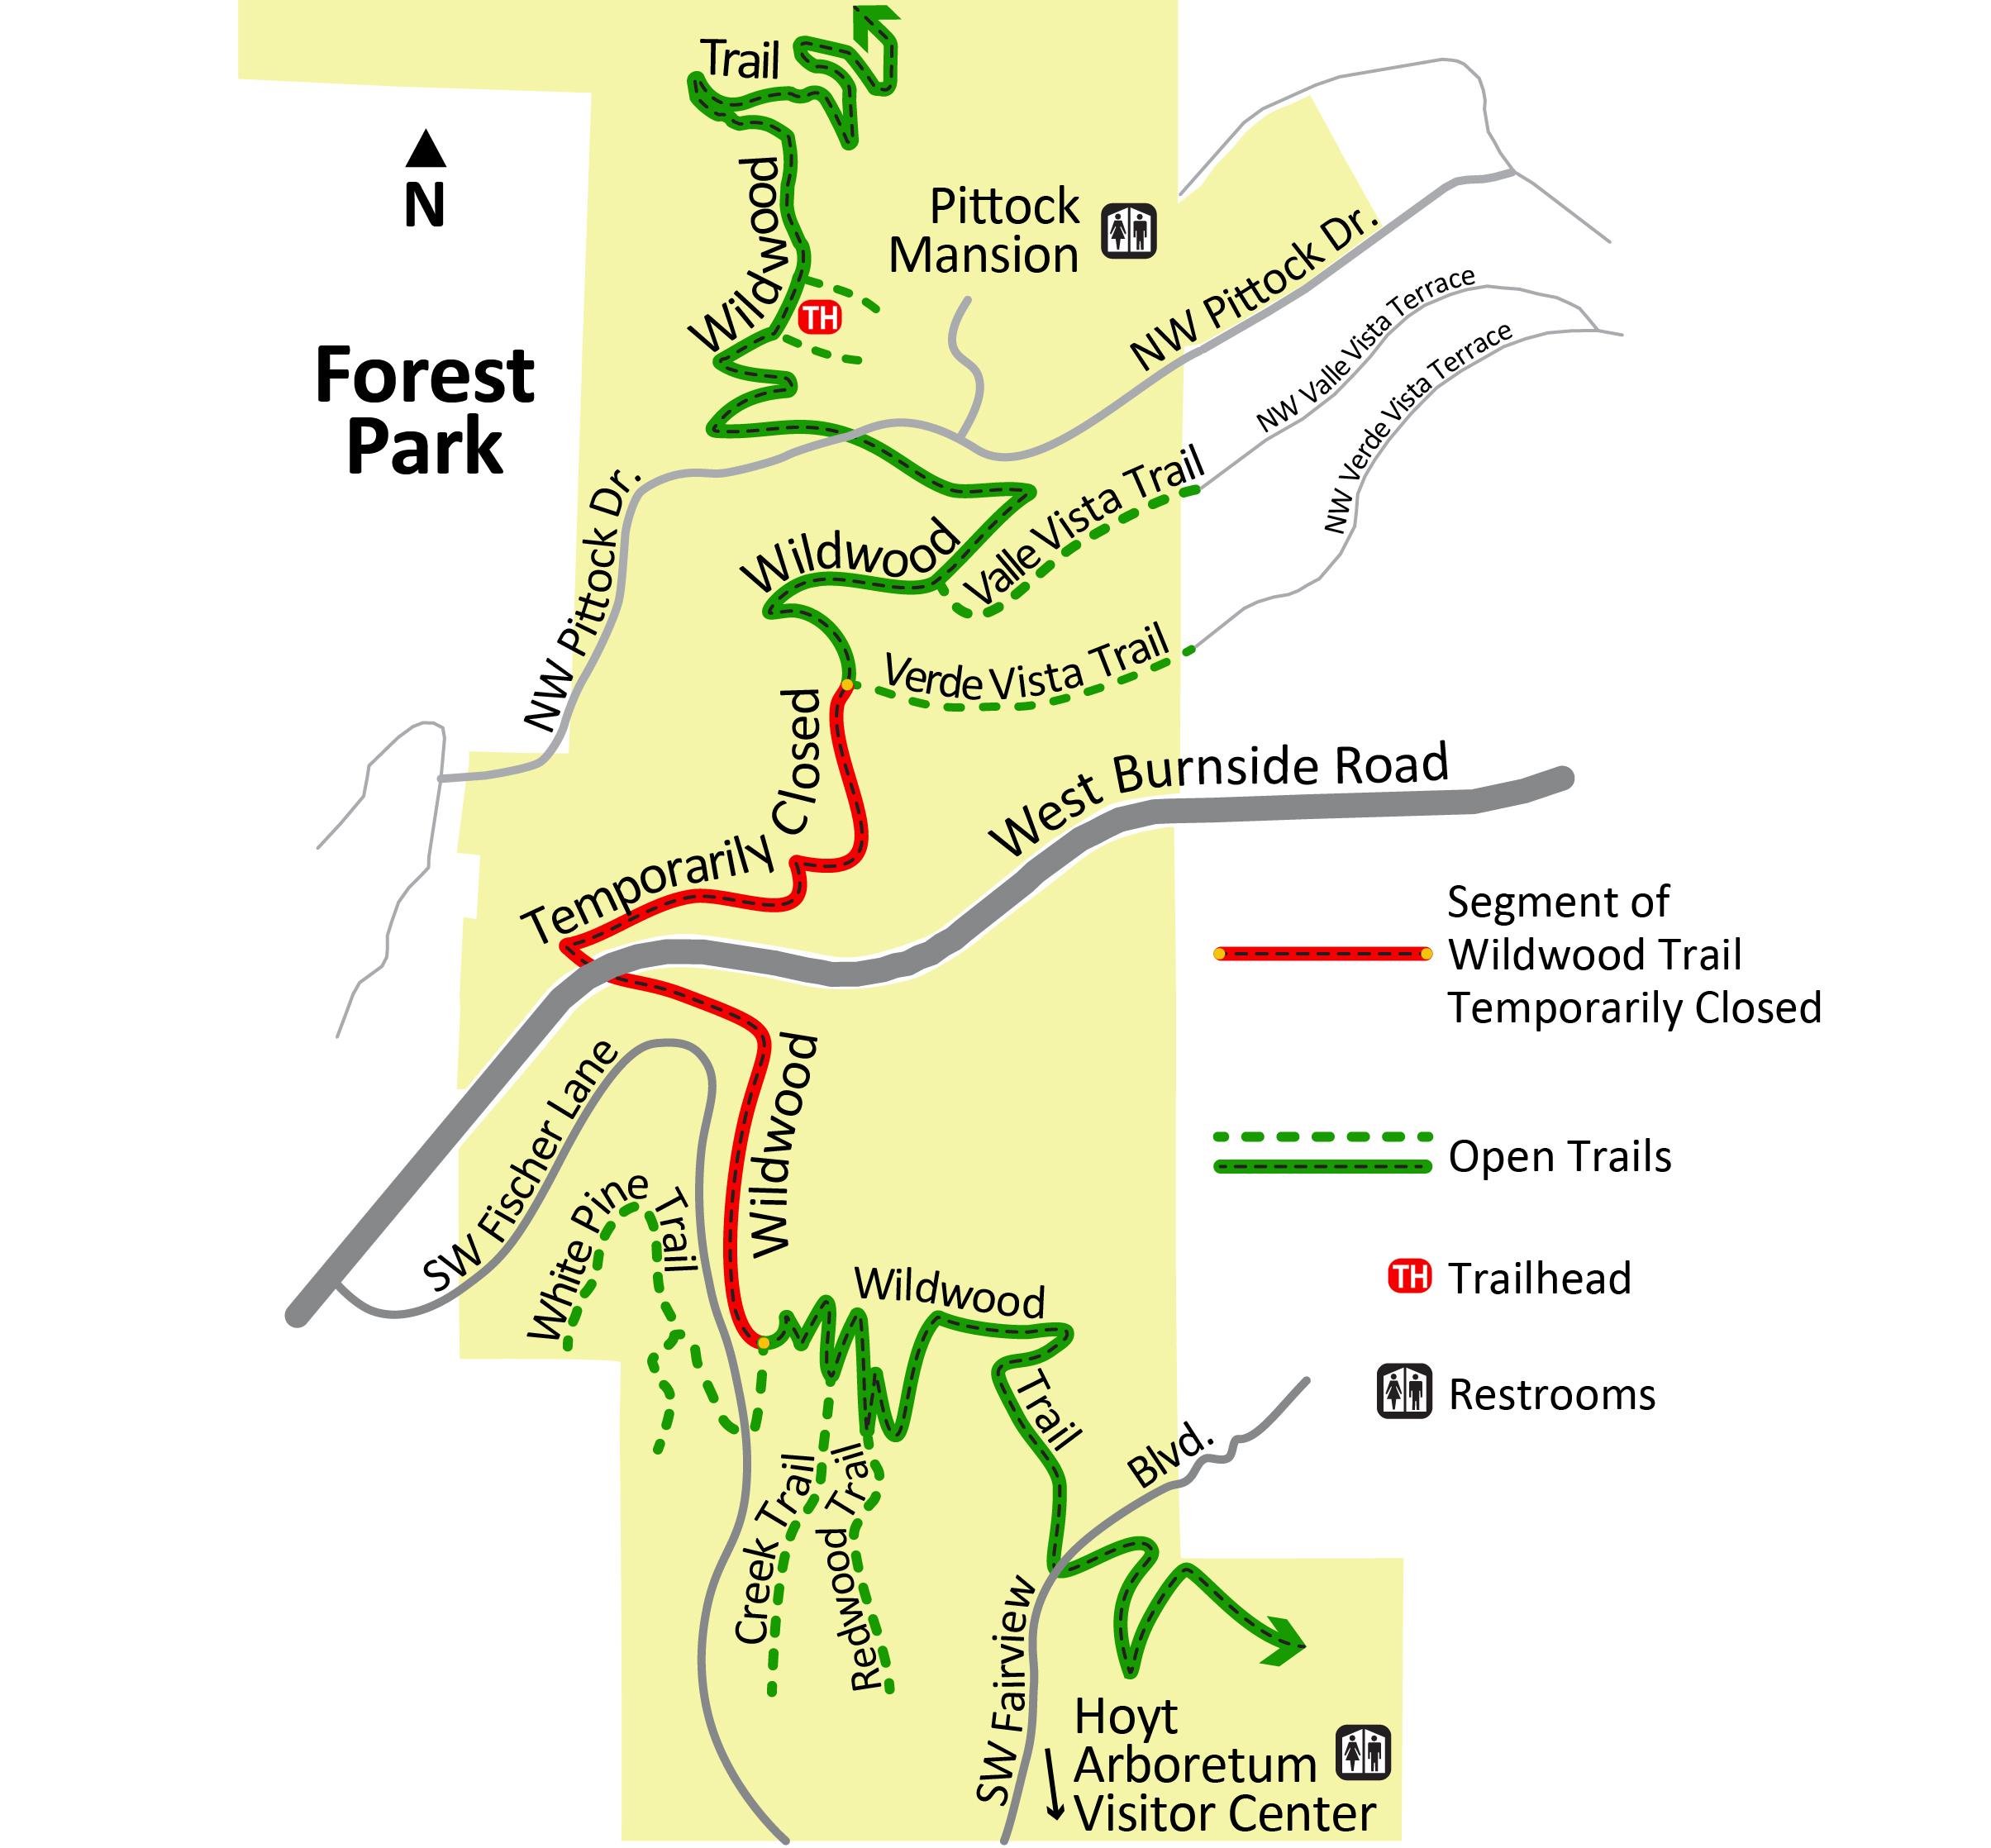 Trail
N
Wildwood
Pittock
Mansion
TH
Forest
Park
NW Pittock Dr.
NW Valle Vista Terrace
NW Verde Vista Terrace
Valle Vista Trail
NW Pittock Dr.
Wildwood
Verde Vista Trail
Temporarily Closed
West Burnside Road
Segment of
Wildwood Trail
Temporarily Closed
Wildwood
SW Fischer Lane
Open Trails
White Pine Trail
TH Trailhead
Wildwood
Trail
Restrooms
Creek Trail
Redwood Trail
SW Fairview Blvd.
Hoyt
Arboretum
Visitor Center